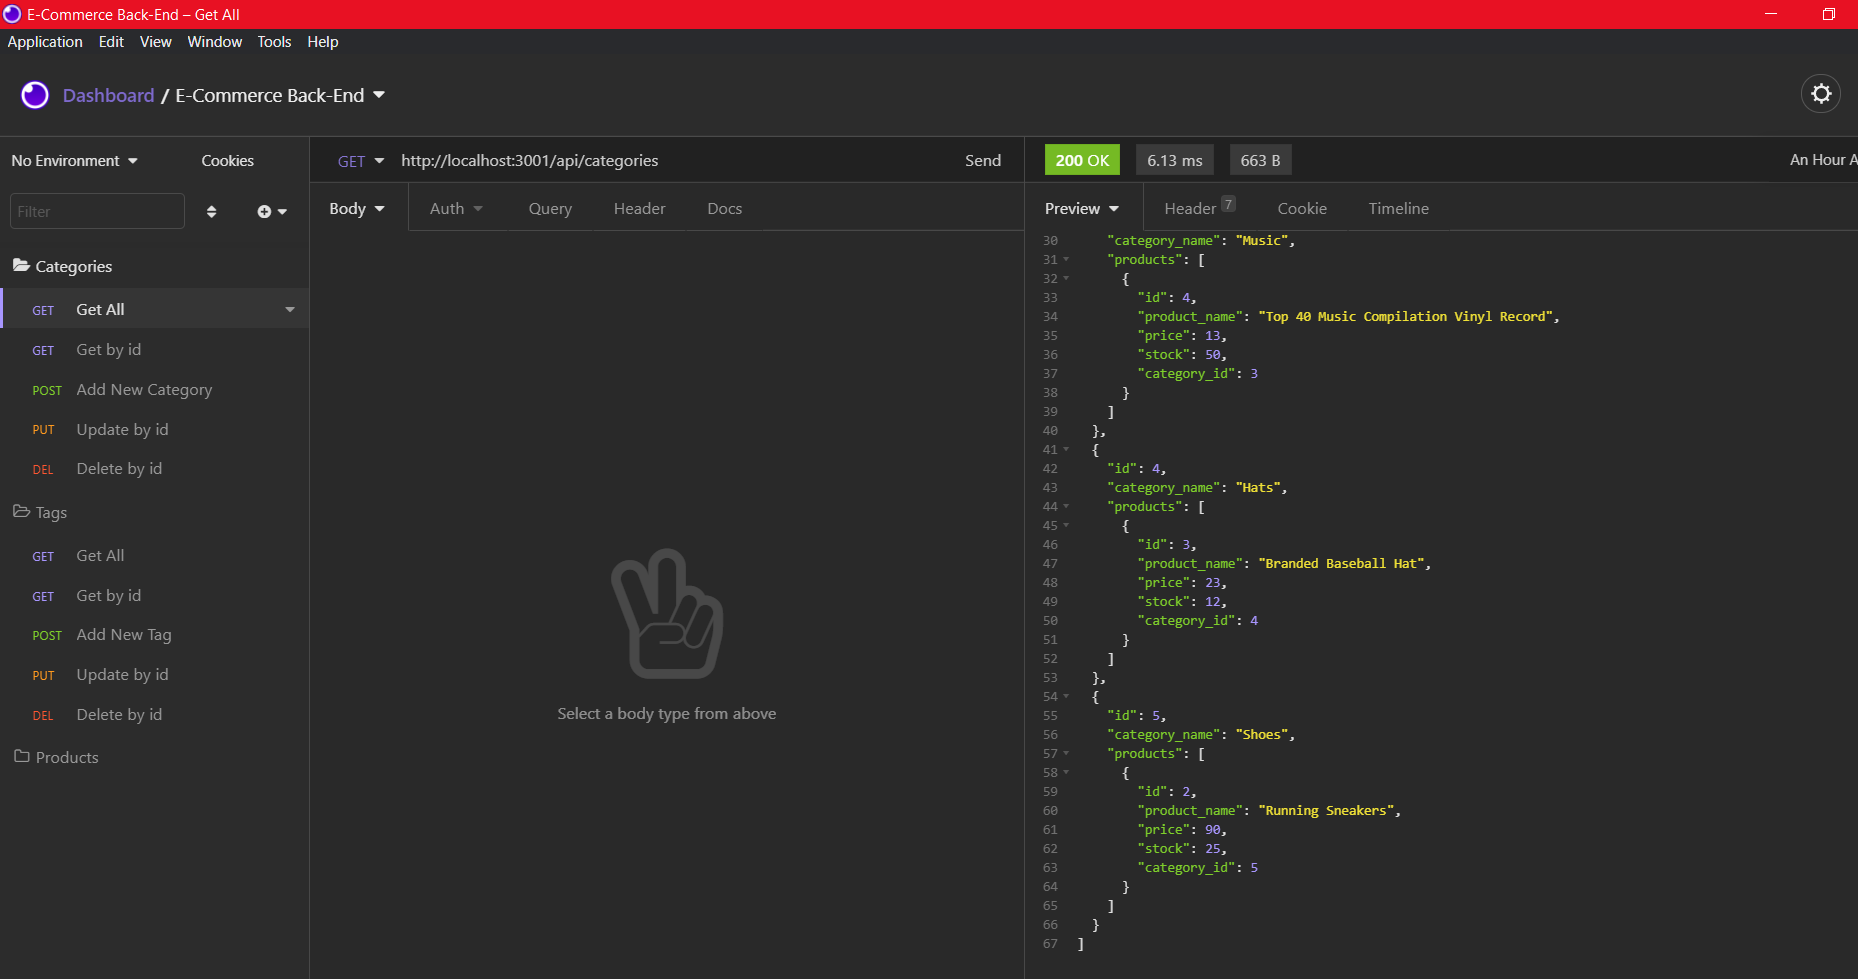 E-Commerce Back-End – Get All
Application Edit View Window Tools Help
Dashboard / E-Commerce Back-End
No Environment Cookies
Filter
Categories
GET Get All
GET Get by id
POST Add New Category
PUT Update by id
DEL Delete by id
Tags
GET Get All
GET Get by id
POST Add New Tag
PUT Update by id
DEL Delete by id
Products
GET http://localhost:3001/api/categories Send
Body Auth Query Header Docs
Select a body type from above
200 OK 6.13 ms 663 B An Hour A
Preview Header 7 Cookie Timeline
30 "category_name": "Music",
31 "products": [
32 {
33 "id": 4,
34 "product_name": "Top 40 Music Compilation Vinyl Record",
35 "price": 13,
36 "stock": 50,
37 "category_id": 3
38 }
39 ]
40 },
41 {
42 "id": 4,
43 "category_name": "Hats",
44 "products": [
45 {
46 "id": 3,
47 "product_name": "Branded Baseball Hat",
48 "price": 23,
49 "stock": 12,
50 "category_id": 4
51 }
52 ]
53 },
54 {
55 "id": 5,
56 "category_name": "Shoes",
57 "products": [
58 {
59 "id": 2,
60 "product_name": "Running Sneakers",
61 "price": 90,
62 "stock": 25,
63 "category_id": 5
64 }
65 ]
66 }
67 ]